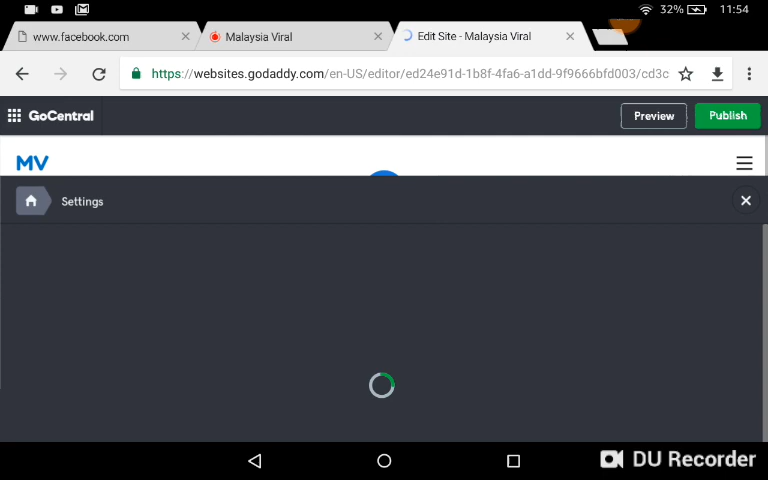 32% 11:54
www.facebook.com Malaysia Viral Edit Site - Malaysia Viral
https://websites.godaddy.com/en-US/editor/ed24e91d-1b8f-4fa6-a1dd-9f9666bfd003/cd3c
GoCentral Preview Publish
MV
Settings
DU Recorder